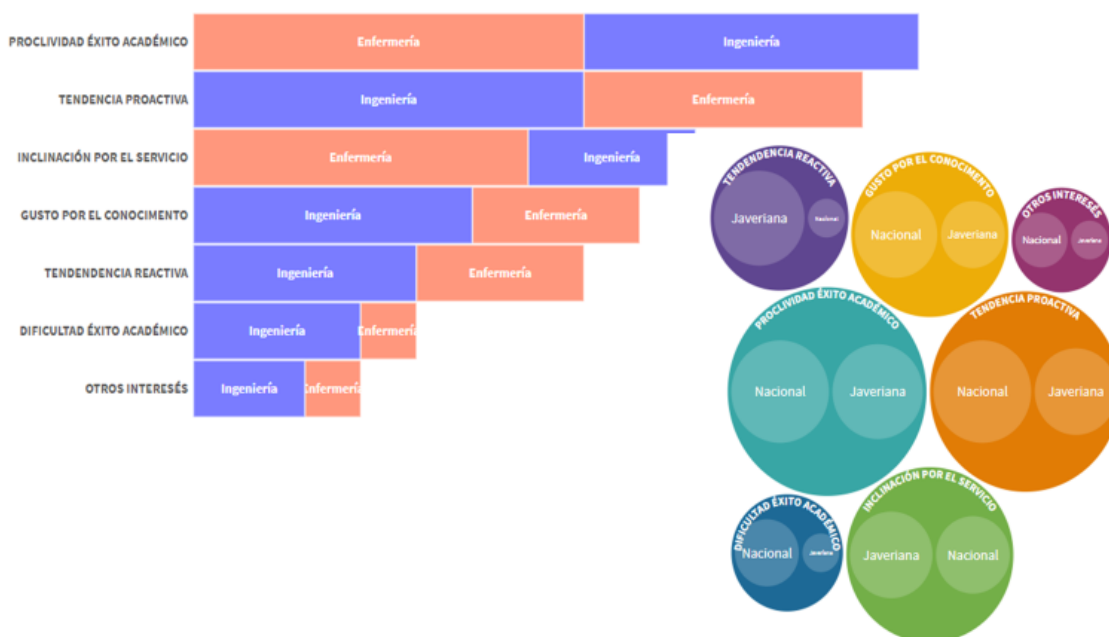 PROCLIVIDAD ÉXITO ACADÉMICO
Enfermería
Ingeniería
TENDENCIA PROACTIVA
Ingeniería
Enfermería
INCLINACIÓN POR EL SERVICIO
Enfermería
Ingeniería
GUSTO POR EL CONOCIMENTO
Ingeniería
Enfermería
TENDENDENCIA REACTIVA
Ingeniería
Enfermería
DIFICULTAD ÉXITO ACADÉMICO
Ingeniería
Enfermería
OTROS INTERESÉS
Ingeniería
Enfermería
TENDENDENCIA REACTIVA
Javeriana
Nacional
GUSTO POR EL CONOCIMENTO
Nacional
Javeriana
OTROS INTERESÉS
Nacional
Javeriana
PROCLIVIDAD ÉXITO ACADÉMICO
Nacional
Javeriana
TENDENCIA PROACTIVA
Nacional
Javeriana
DIFICULTAD ÉXITO ACADÉMICO
Nacional
Javeriana
INCLINACIÓN POR EL SERVICIO
Javeriana
Nacional